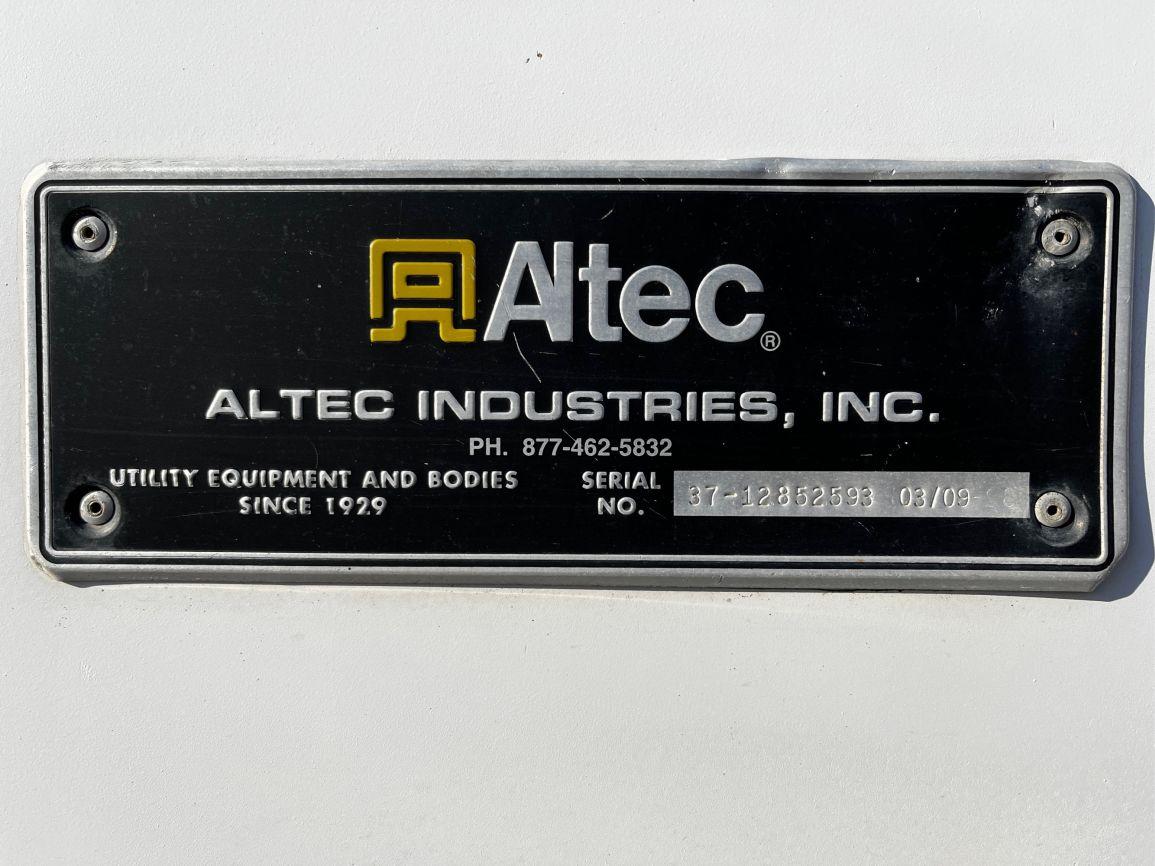 Altec®
ALTEC INDUSTRIES, INC.
PH. 877-462-5832
UTILITY EQUIPMENT AND BODIES
SINCE 1929
SERIAL
NO.
37-12852593 03/09